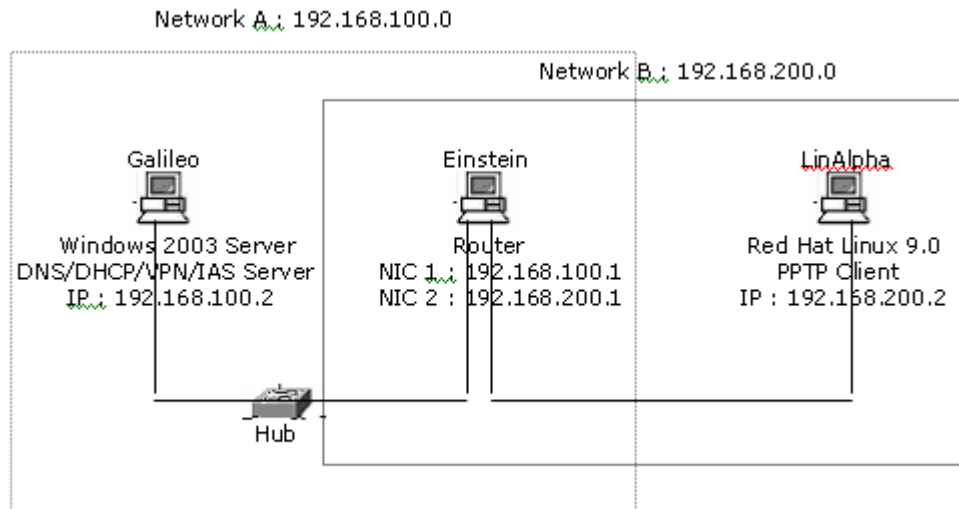 Network A : 192.168.100.0
Network B : 192.168.200.0
Galileo
Windows 2003 Server
DNS/DHCP/VPN/IAS Server
IP : 192.168.100.2
Einstein
Router
NIC 1 : 192.168.100.1
NIC 2 : 192.168.200.1
LinAlpha
Red Hat Linux 9.0
PPTP Client
IP : 192.168.200.2
Hub